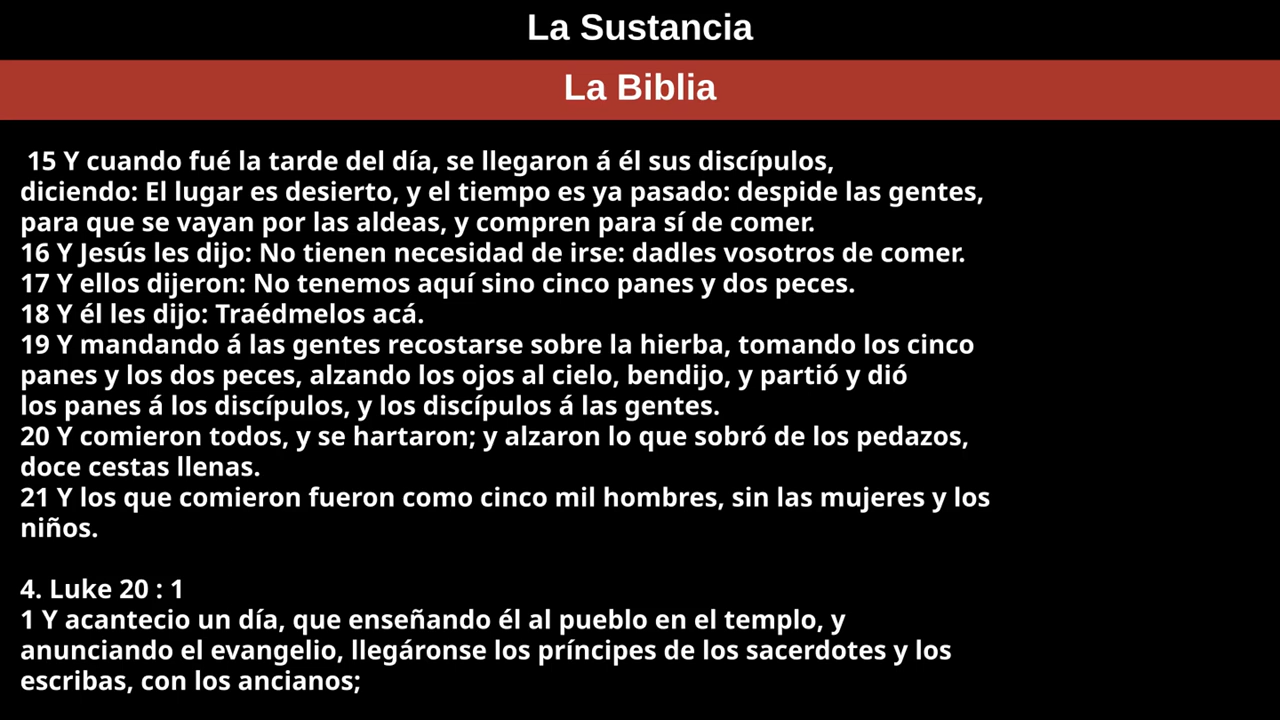 La Sustancia
La Biblia
15 Y cuando fué la tarde del día, se llegaron á él sus discípulos,
diciendo: El lugar es desierto, y el tiempo es ya pasado: despide las gentes,
para que se vayan por las aldeas, y compren para sí de comer.
16 Y Jesús les dijo: No tienen necesidad de irse: dadles vosotros de comer.
17 Y ellos dijeron: No tenemos aquí sino cinco panes y dos peces.
18 Y él les dijo: Traédmelos acá.
19 Y mandando á las gentes recostarse sobre la hierba, tomando los cinco
panes y los dos peces, alzando los ojos al cielo, bendijo, y partió y dió
los panes á los discípulos, y los discípulos á las gentes.
20 Y comieron todos, y se hartaron; y alzaron lo que sobró de los pedazos,
doce cestas llenas.
21 Y los que comieron fueron como cinco mil hombres, sin las mujeres y los
niños.
4. Luke 20 : 1
1 Y acantecio un día, que enseñando él al pueblo en el templo, y
anunciando el evangelio, llegáronse los príncipes de los sacerdotes y los
escribas, con los ancianos;